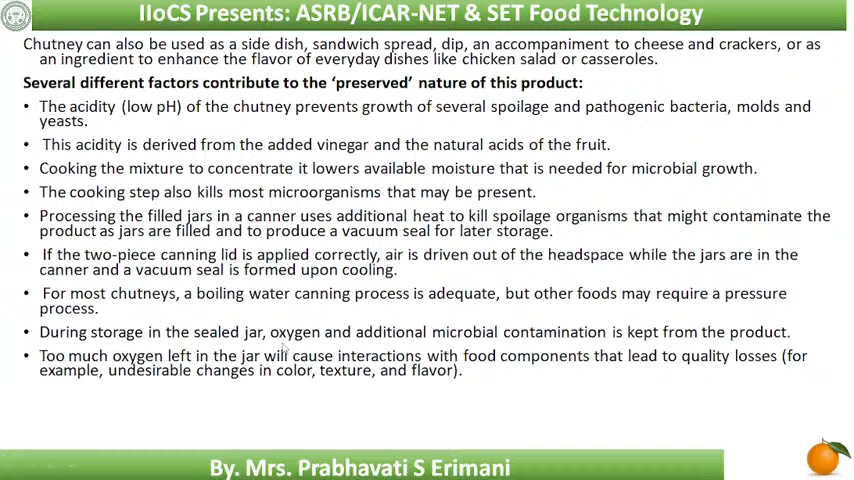 IIoCS Presents: ASRB/ICAR-NET & SET Food Technology
Chutney can also be used as a side dish, sandwich spread, dip, an accompaniment to cheese and crackers, or as
an ingredient to enhance the flavor of everyday dishes like chicken salad or casseroles.
Several different factors contribute to the ‘preserved’ nature of this product:
• The acidity (low pH) of the chutney prevents growth of several spoilage and pathogenic bacteria, molds and
yeasts.
• This acidity is derived from the added vinegar and the natural acids of the fruit.
• Cooking the mixture to concentrate it lowers available moisture that is needed for microbial growth.
• The cooking step also kills most microorganisms that may be present.
• Processing the filled jars in a canner uses additional heat to kill spoilage organisms that might contaminate the
product as jars are filled and to produce a vacuum seal for later storage.
• If the two-piece canning lid is applied correctly, air is driven out of the headspace while the jars are in the
canner and a vacuum seal is formed upon cooling.
• For most chutneys, a boiling water canning process is adequate, but other foods may require a pressure
process.
• During storage in the sealed jar, oxygen and additional microbial contamination is kept from the product.
• Too much oxygen left in the jar will cause interactions with food components that lead to quality losses (for
example, undesirable changes in color, texture, and flavor).
By. Mrs. Prabhavati S Erimani